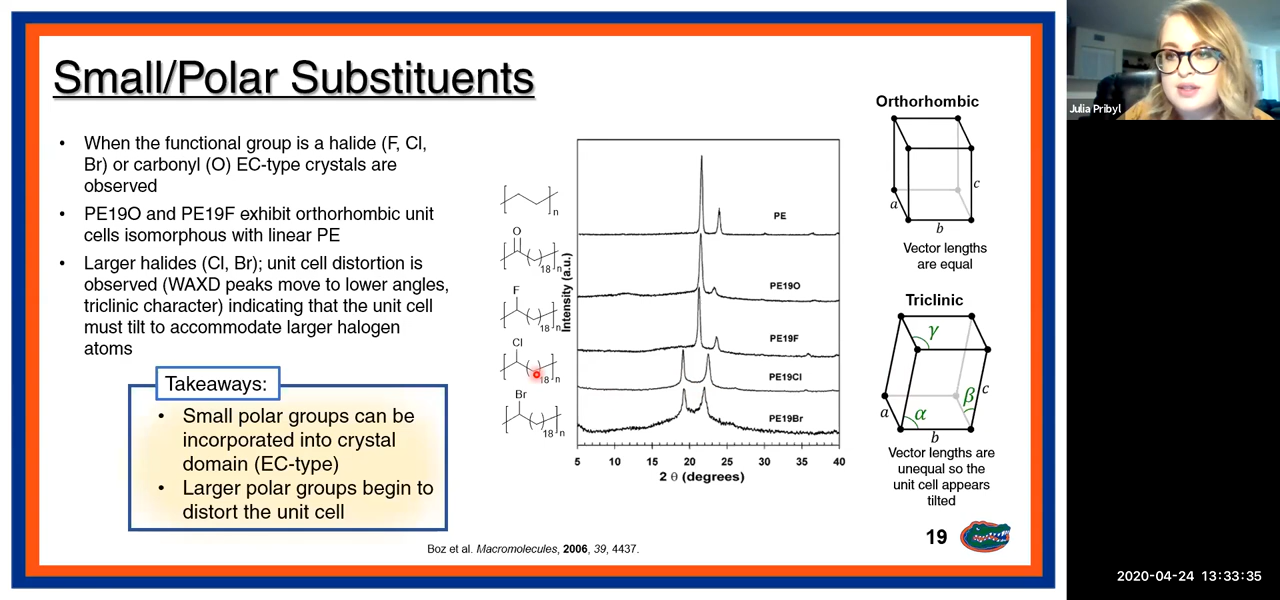 Small/Polar Substituents
• When the functional group is a halide (F, Cl,
Br) or carbonyl (O) EC-type crystals are
observed
• PE19O and PE19F exhibit orthorhombic unit
cells isomorphous with linear PE
• Larger halides (Cl, Br); unit cell distortion is
observed (WAXD peaks move to lower angles,
triclinic character) indicating that the unit cell
must tilt to accommodate larger halogen
atoms
Takeaways:
• Small polar groups can be
incorporated into crystal
domain (EC-type)
• Larger polar groups begin to
distort the unit cell
n
O
18 n
F
18 n
Cl
18 n
Br
18 n
Intensity (a.u.)
PE
PE19O
PE19F
PE19Cl
PE19Br
5 10 15 20 25 30 35 40
2 θ (degrees)
Orthorhombic
a
b
c
Vector lengths
are equal
Triclinic
γ
β
c
a
α
b
Vector lengths are
unequal so the
unit cell appears
tilted
Boz et al. Macromolecules, 2006, 39, 4437.
19
Julia Pribyl
2020-04-24 13:33:35